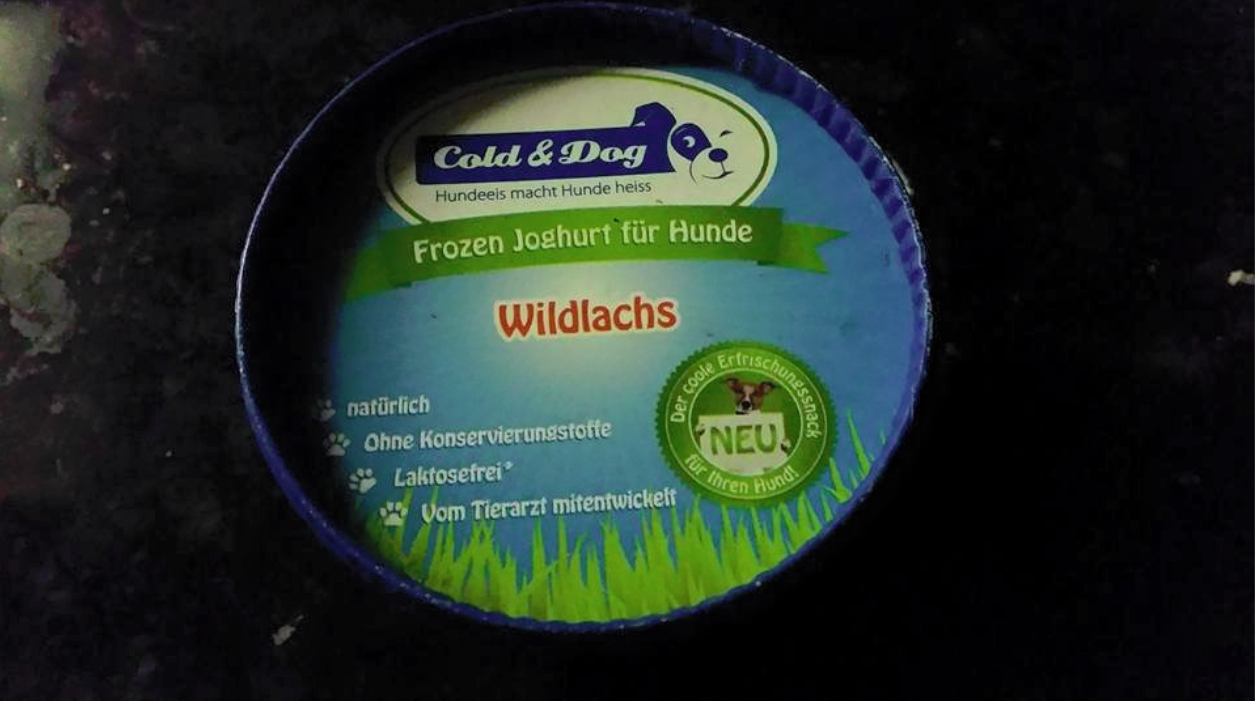 Cold & Dog
Hundeeis macht Hunde heiss
Frozen Joghurt für Hunde
Wildlachs
natürlich
Ohne Konservierungstoffe
Laktosefrei*
Vom Tierarzt mitentwickelt
Der coole Erfrischungssnack
NEU
für Ihren Hund!